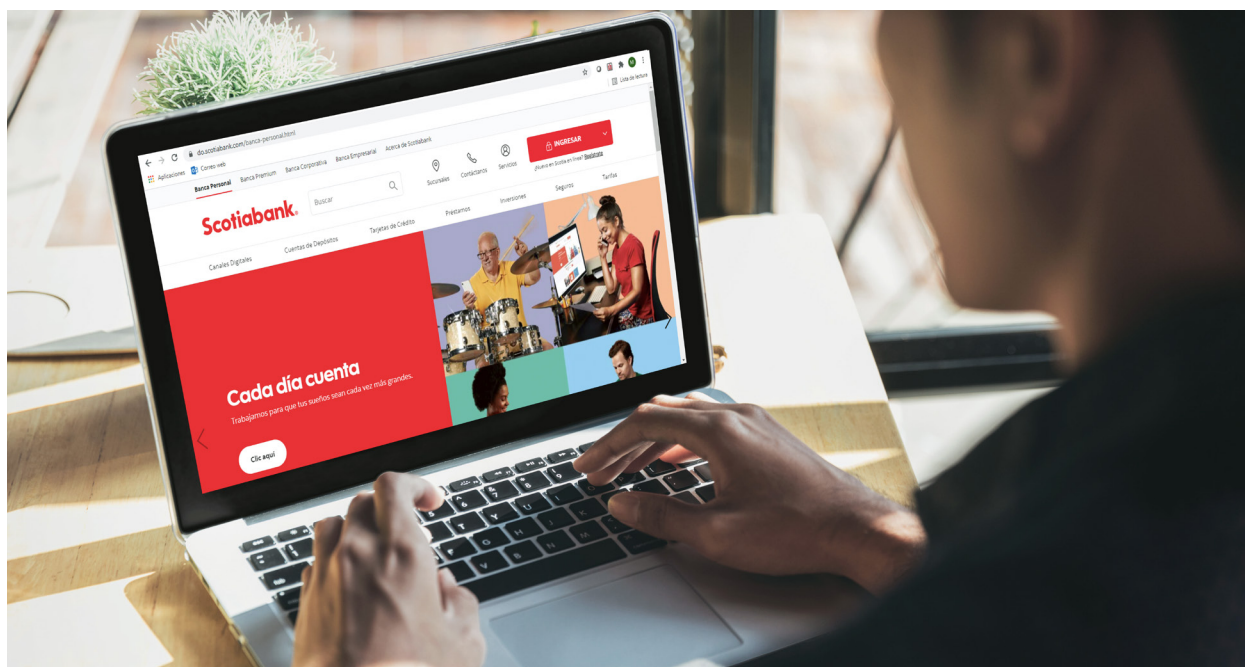 do.scotiabank.com/banca-personal.html
Aplicaciones Correo web Lista de lectura
Banca Personal Banca Premium Banca Corporativa Banca Empresarial Acerca de Scotiabank
Scotiabank®
Buscar
Sucursales Contáctanos Servicios
INGRESAR
¿Nuevo en Scotia en línea? Regístrate
Canales Digitales Cuentas de Depósitos Tarjetas de Crédito Préstamos Inversiones Seguros Tarifas
Cada día cuenta
Trabajamos para que tus sueños sean cada vez más grandes.
Clic aquí